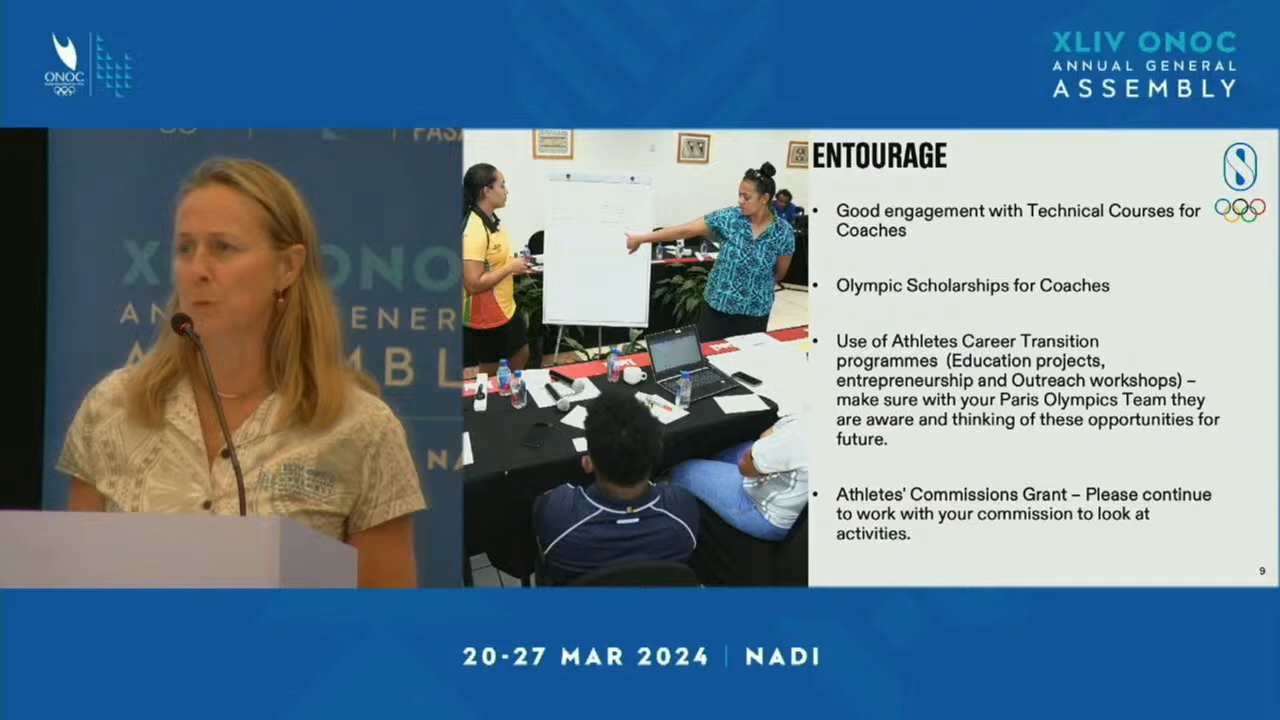 ONOC
XLIV ONOC
ANNUAL GENERAL
ASSEMBLY
ENTOURAGE
• Good engagement with Technical Courses for
Coaches
• Olympic Scholarships for Coaches
• Use of Athletes Career Transition
programmes (Education projects,
entrepreneurship and Outreach workshops) –
make sure with your Paris Olympics Team they
are aware and thinking of these opportunities for
future.
• Athletes' Commissions Grant – Please continue
to work with your commission to look at
activities.
9
20-27 MAR 2024 | NADI